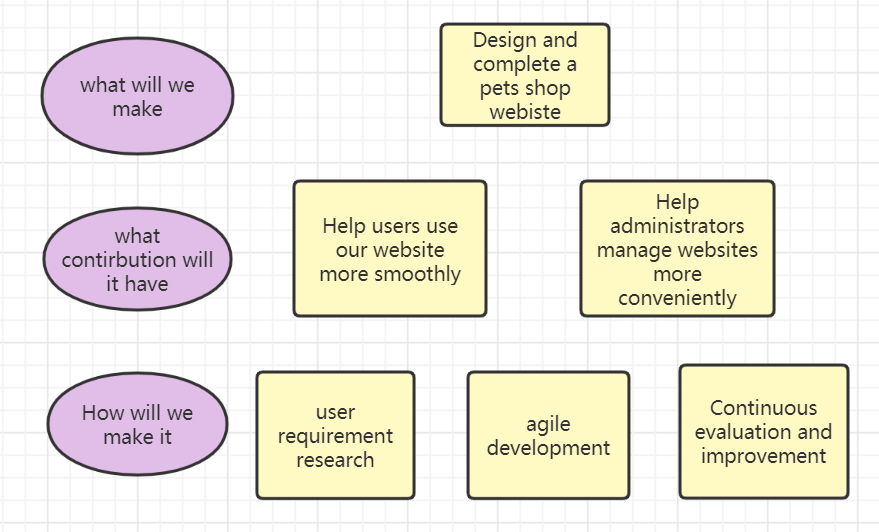 what will we
make
Design and
complete a
pets shop
webiste
what
contirbution will
it have
Help users use
our website
more smoothly
Help
administrators
manage websites
more
conveniently
How will we
make it
user
requirement
research
agile
development
Continuous
evaluation and
improvement